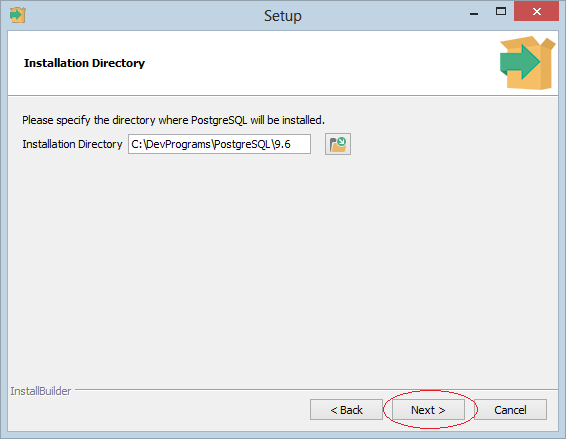 Setup
Installation Directory
Please specify the directory where PostgreSQL will be installed.
Installation Directory C:\DevPrograms\PostgreSQL\9.6
InstallBuilder
< Back Next > Cancel